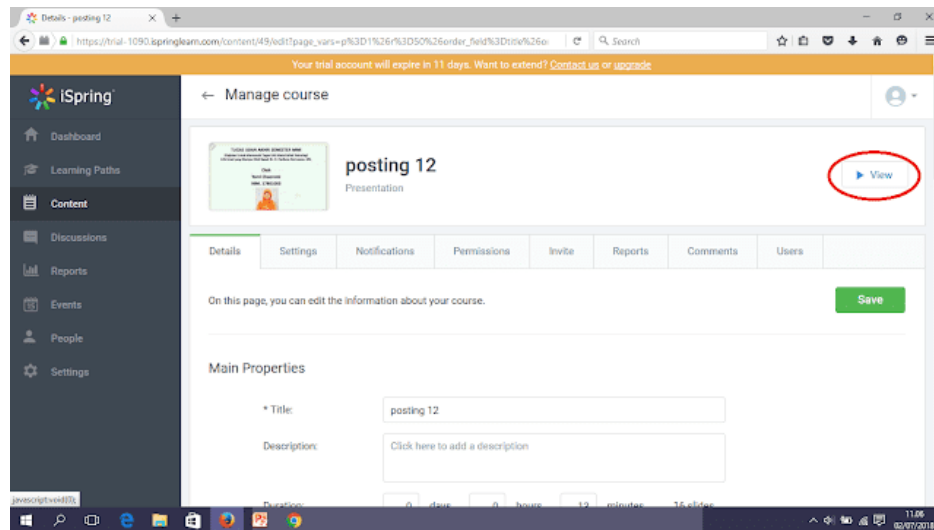 Details - posting 12
https://trial-1090.ispringlearn.com/content/49/edit?page_vars=p%3D1%26r%3D50%26order_field%3Dtitle%26o
Search
Your trial account will expire in 11 days. Want to extend? Contact us or upgrade
iSpring
← Manage course
Dashboard
Learning Paths
Content
Discussions
Reports
Events
People
Settings
posting 12
Presentation
View
Details Settings Notifications Permissions Invite Reports Comments Users
On this page, you can edit the information about your course.
Save
Main Properties
* Title: posting 12
Description: Click here to add a description
Duration: 0 days 0 hours 12 minutes 16 slides
javascript:void(0);
11.06
02/07/2018